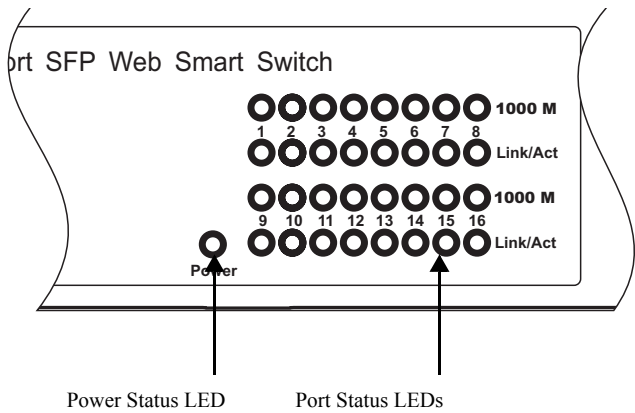 ort SFP Web Smart Switch
1000 M
1 2 3 4 5 6 7 8
Link/Act
1000 M
9 10 11 12 13 14 15 16
Link/Act
Power
Power Status LED Port Status LEDs